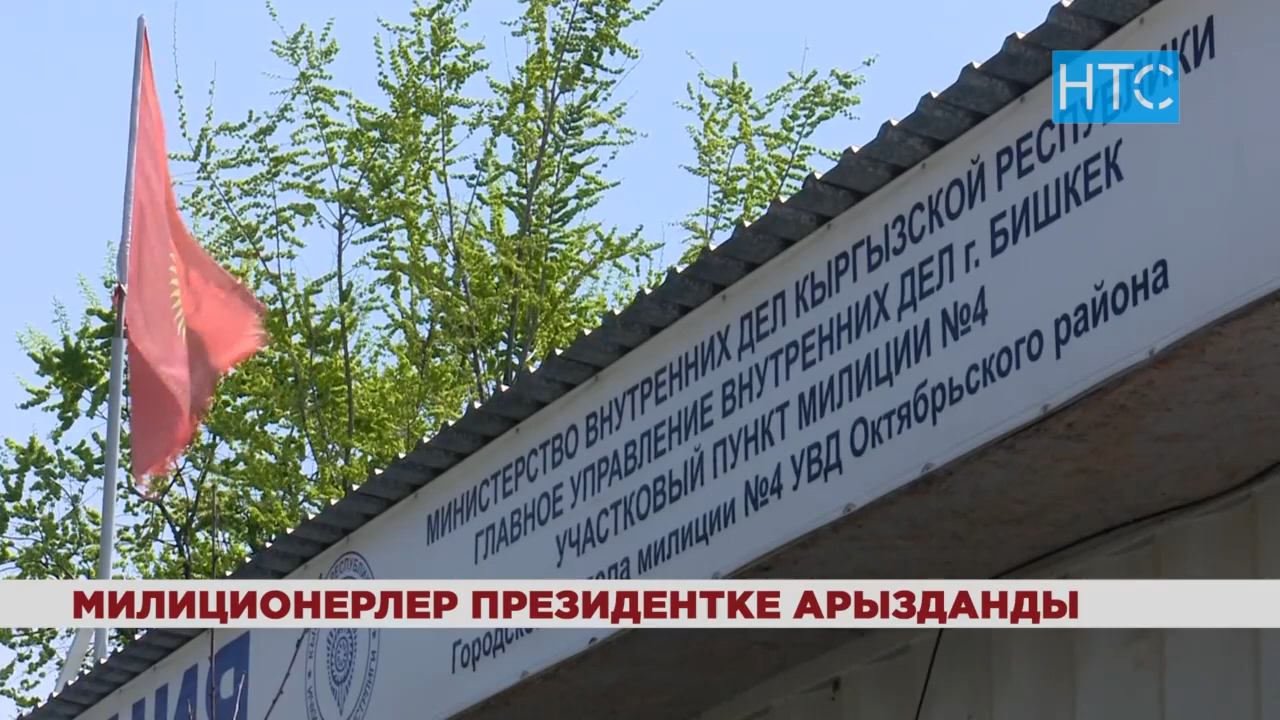 НТС
МИНИСТЕРСТВО ВНУТРЕННИХ ДЕЛ КЫРГЫЗСКОЙ РЕСПУБЛИКИ
ГЛАВНОЕ УПРАВЛЕНИЕ ВНУТРЕННИХ ДЕЛ г. БИШКЕК
УЧАСТКОВЫЙ ПУНКТ МИЛИЦИИ №4
милиции №4 УВД Октябрьского района
МИЛИЦИОНЕРЛЕР ПРЕЗИДЕНТКЕ АРЫЗДАНДЫ